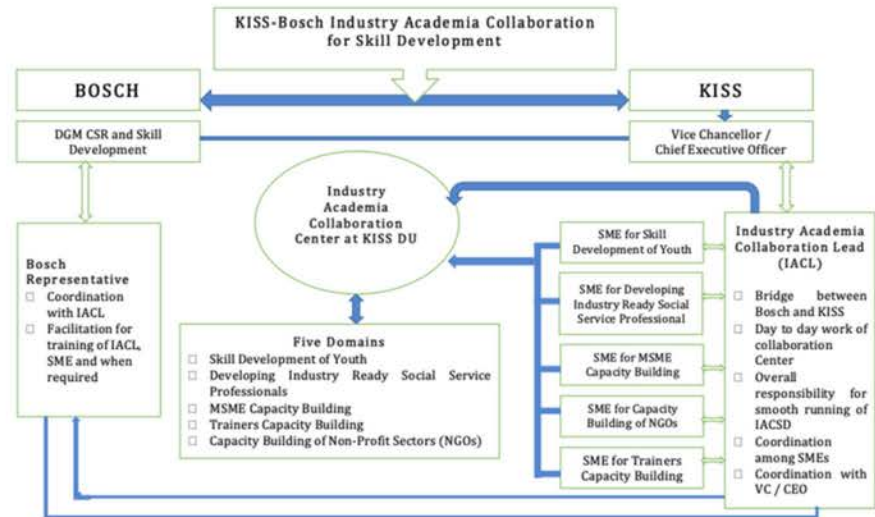 KISS-Bosch Industry Academia Collaboration
for Skill Development
BOSCH
KISS
DGM CSR and Skill
Development
Vice Chancellor /
Chief Executive Officer
Industry
Academia
Collaboration
Center at KISS DU
Bosch
Representative
Coordination
with IACL
Facilitation for
training of IACL,
SME and when
required
Five Domains
Skill Development of Youth
Developing Industry Ready Social Service
Professionals
MSME Capacity Building
Trainers Capacity Building
Capacity Building of Non-Profit Sectors (NGOs)
SME for Skill
Development of Youth
SME for Developing
Industry Ready Social
Service Professional
SME for MSME
Capacity Building
SME for Capacity
Building of NGOs
SME for Trainers
Capacity Building
Industry Academia
Collaboration Lead
(IACL)
Bridge between
Bosch and KISS
Day to day work of
collaboration
Center
Overall
responsibility for
smooth running of
IACSD
Coordination
among SMEs
Coordination with
VC / CEO